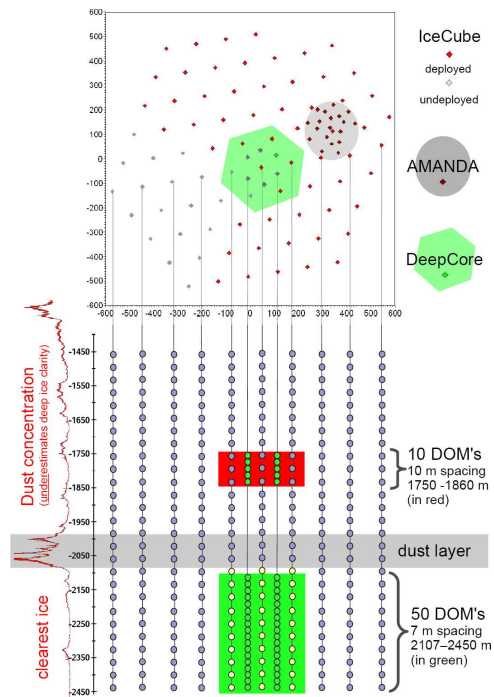 IceCube
deployed
undeployed
AMANDA
DeepCore
600
500
400
300
200
100
0
-100
-200
-300
-400
-500
600
-600 -500 -400 -300 -200 -100 0 100 200 300 400 500 600
Dust concentration
(underestimates deep ice clarity)
clearest ice
-1450
-1550
-1650
-1750
-1850
-1950
-2050
-2150
-2250
-2350
-2450
10 DOM's
10 m spacing
1750 -1860 m
(in red)
dust layer
50 DOM's
7 m spacing
2107–2450 m
(in green)